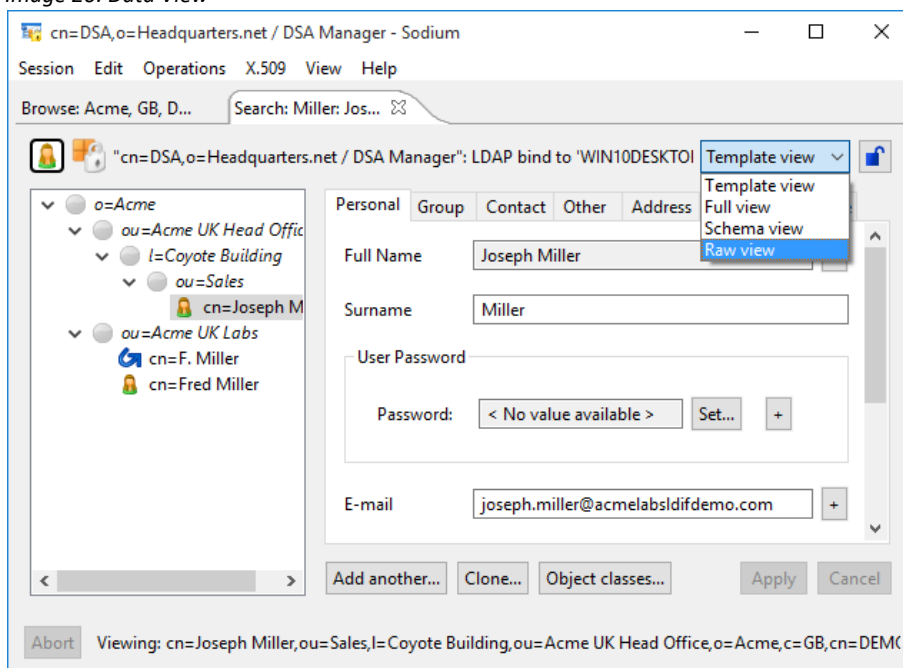 cn=DSA,o=Headquarters.net / DSA Manager - Sodium
Session Edit Operations X.509 View Help
Browse: Acme, GB, D... Search: Miller: Jos...
"cn=DSA,o=Headquarters.net / DSA Manager": LDAP bind to 'WIN10DESKTO Template view
Template view
Full view
Schema view
Raw view
o=Acme
ou=Acme UK Head Offic
l=Coyote Building
ou=Sales
cn=Joseph M
ou=Acme UK Labs
cn=F. Miller
cn=Fred Miller
Personal Group Contact Other Address
Full Name Joseph Miller
Surname Miller
User Password
Password: < No value available > Set... +
E-mail joseph.miller@acmelabsldifdemo.com +
Add another... Clone... Object classes... Apply Cancel
Abort Viewing: cn=Joseph Miller,ou=Sales,l=Coyote Building,ou=Acme UK Head Office,o=Acme,c=GB,cn=DEM